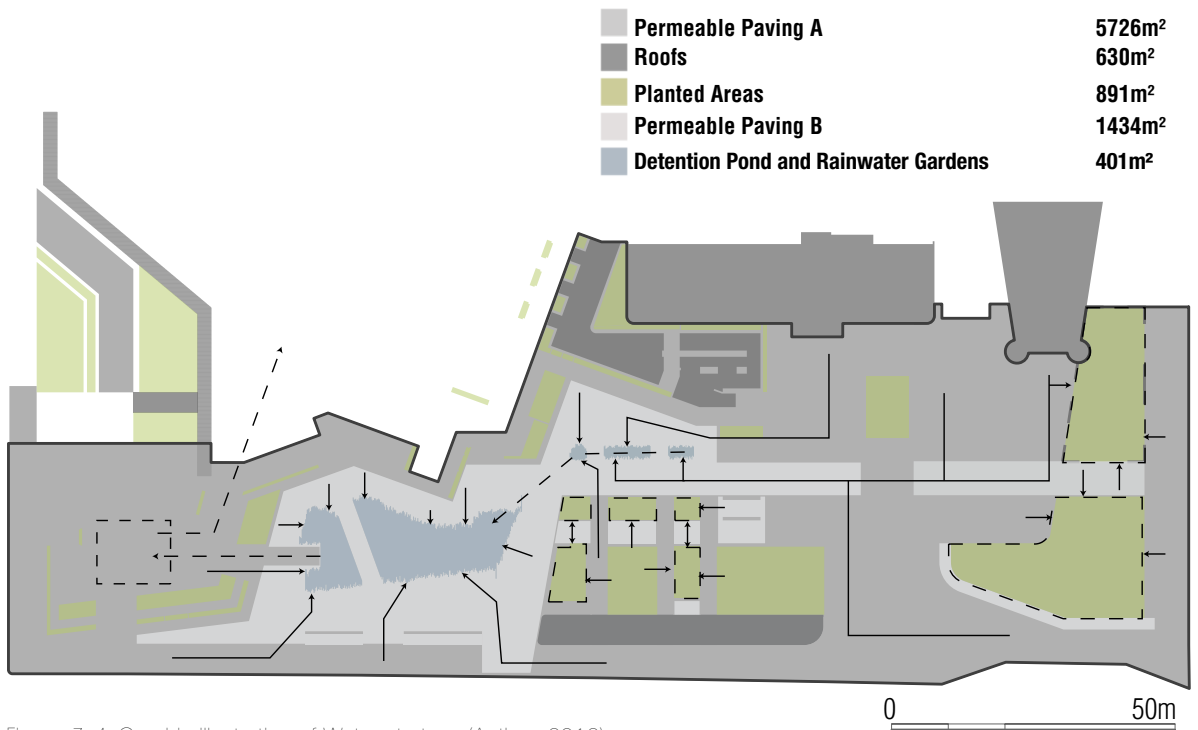 Permeable Paving A 5726m²
Roofs 630m²
Planted Areas 891m²
Permeable Paving B 1434m²
Detention Pond and Rainwater Gardens 401m²
0 50m